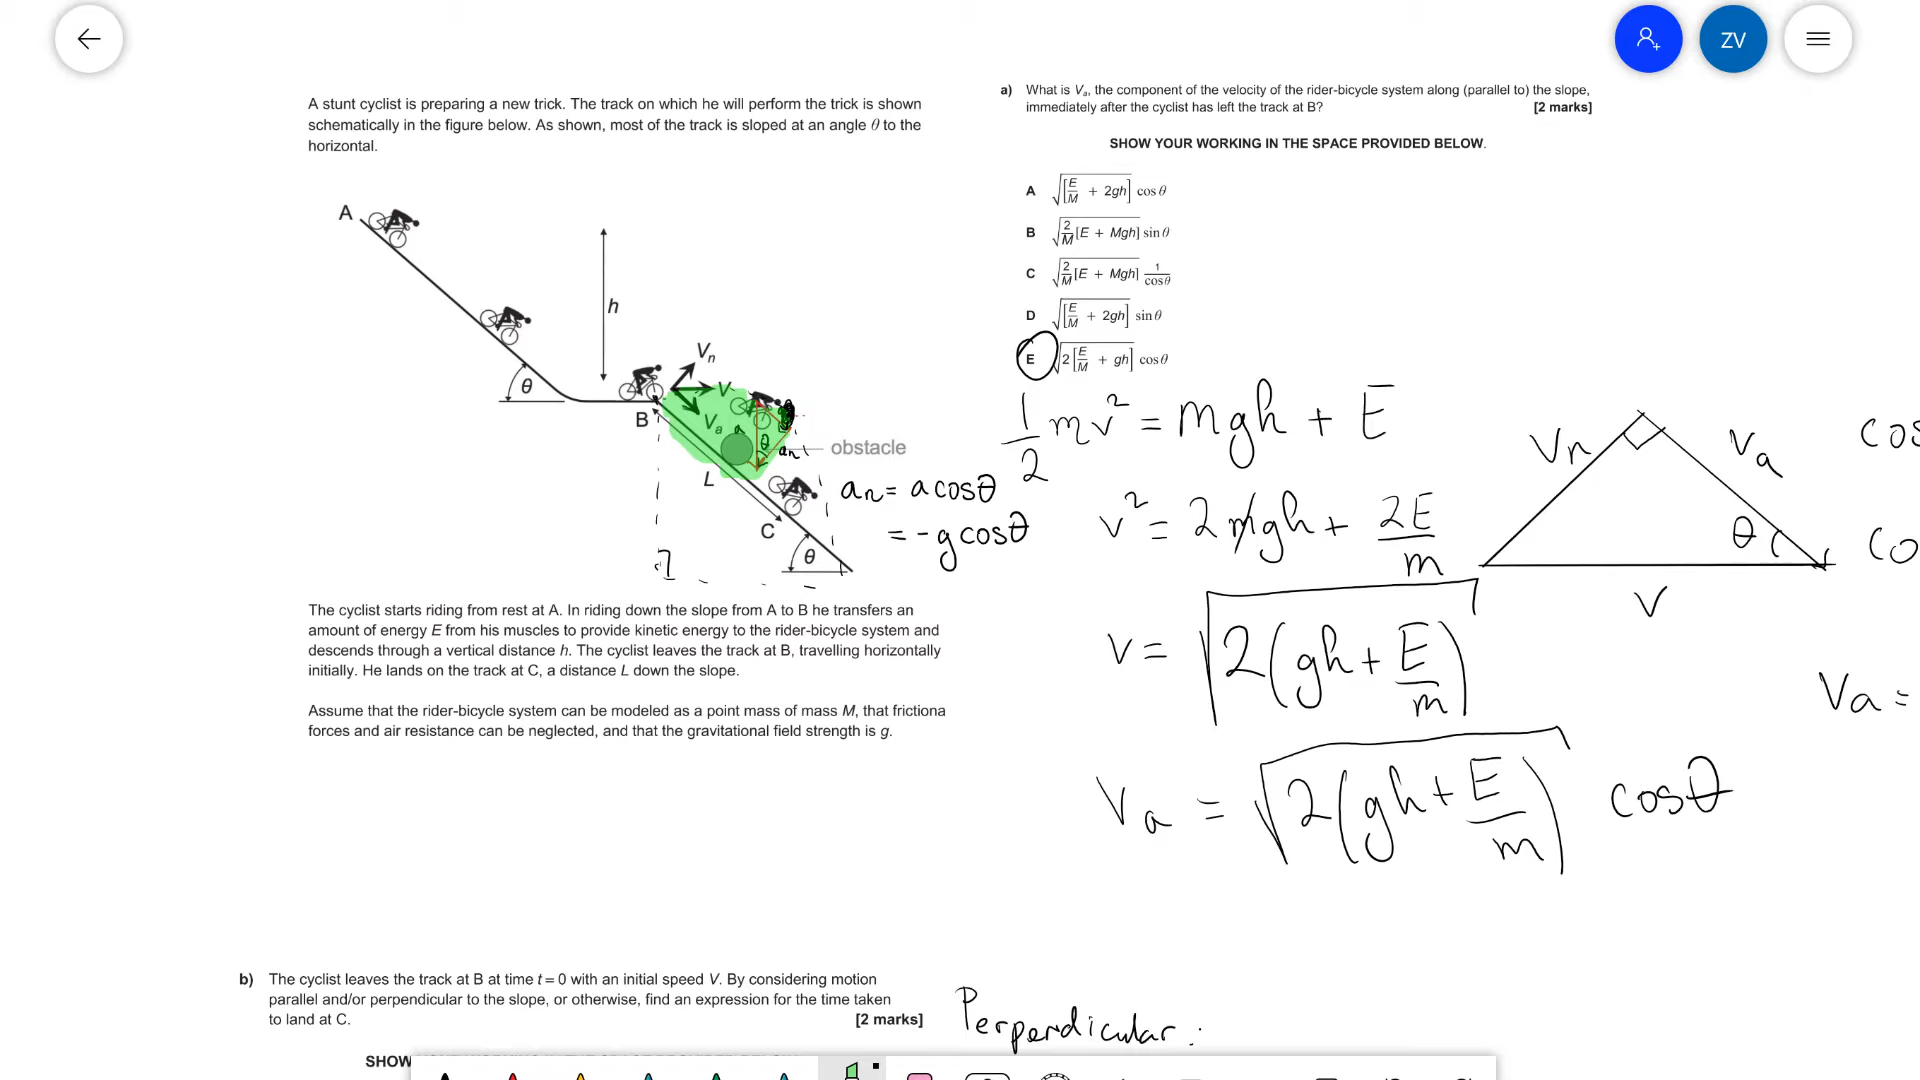 ZV
A stunt cyclist is preparing a new trick. The track on which he will perform the trick is shown
schematically in the figure below. As shown, most of the track is sloped at an angle θ to the
horizontal.
A
h
θ
B
Vn
V
Va
a
θ
an
obstacle
L
C
θ
an = a cosθ
= -g cosθ
The cyclist starts riding from rest at A. In riding down the slope from A to B he transfers an
amount of energy E from his muscles to provide kinetic energy to the rider-bicycle system and
descends through a vertical distance h. The cyclist leaves the track at B, travelling horizontally
initially. He lands on the track at C, a distance L down the slope.
Assume that the rider-bicycle system can be modeled as a point mass of mass M, that frictiona
forces and air resistance can be neglected, and that the gravitational field strength is g.
a) What is Va, the component of the velocity of the rider-bicycle system along (parallel to) the slope,
immediately after the cyclist has left the track at B? [2 marks]
SHOW YOUR WORKING IN THE SPACE PROVIDED BELOW.
A √[E/M + 2gh] cos θ
B √2/M [E + Mgh] sin θ
C √2/M [E + Mgh] 1/cos θ
D √[E/M + 2gh] sin θ
E √2[E/M + gh] cos θ
1/2 mv² = mgh + E
v² = 2mgh + 2E/m
v = √2(gh + E/m)
Va = √2(gh + E/m) cosθ
Vn
Va
θ
V
cos
co
Va =
b) The cyclist leaves the track at B at time t = 0 with an initial speed V. By considering motion
parallel and/or perpendicular to the slope, or otherwise, find an expression for the time taken
to land at C. [2 marks]
Perperdicular :
SHOW